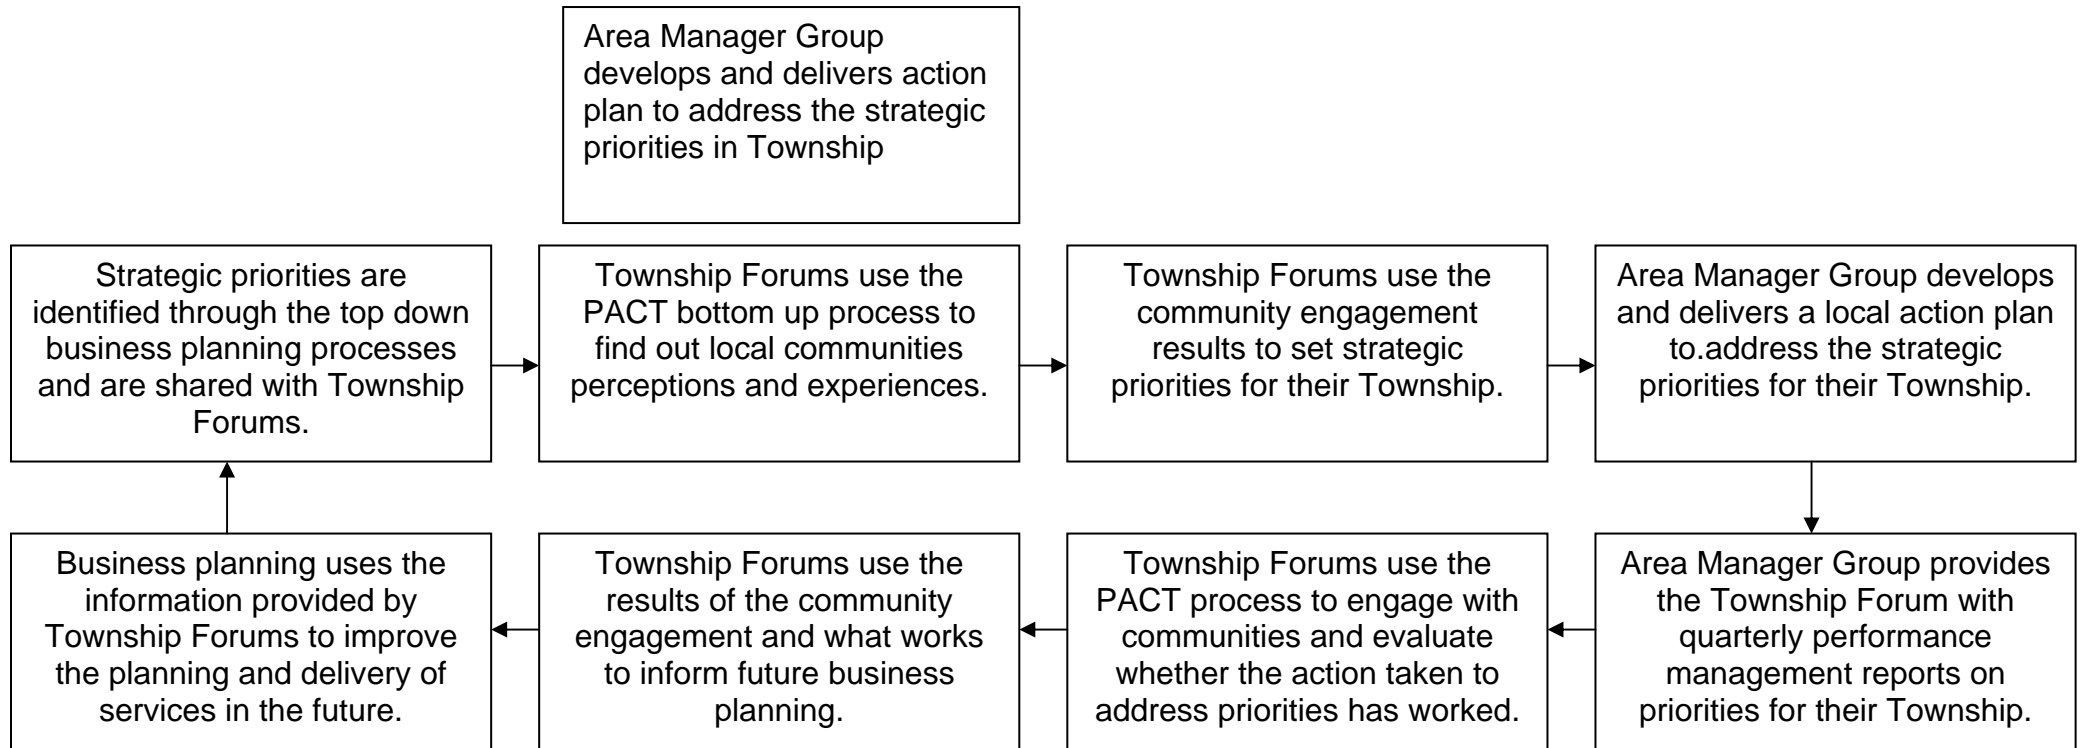 Area Manager Group
develops and delivers action
plan to address the strategic
priorities in Township
Strategic priorities are
identified through the top down
business planning processes
and are shared with Township
Forums.
Township Forums use the
PACT bottom up process to
find out local communities
perceptions and experiences.
Township Forums use the
community engagement
results to set strategic
priorities for their Township.
Area Manager Group develops
and delivers a local action plan
to.address the strategic
priorities for their Township.
Area Manager Group provides
the Township Forum with
quarterly performance
management reports on
priorities for their Township.
Township Forums use the
PACT process to engage with
communities and evaluate
whether the action taken to
address priorities has worked.
Township Forums use the
results of the community
engagement and what works
to inform future business
planning.
Business planning uses the
information provided by
Township Forums to improve
the planning and delivery of
services in the future.